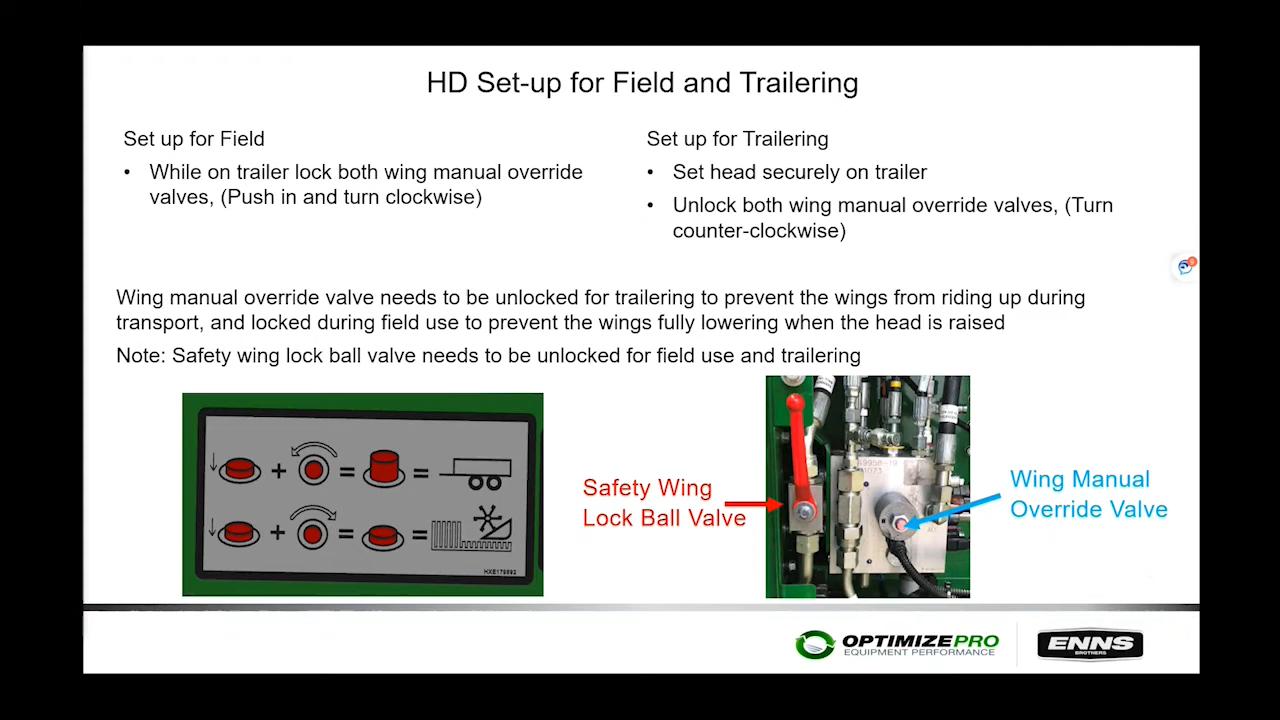 HD Set-up for Field and Trailering
Set up for Field
• While on trailer lock both wing manual override
valves, (Push in and turn clockwise)
Set up for Trailering
• Set head securely on trailer
• Unlock both wing manual override valves, (Turn
counter-clockwise)
Wing manual override valve needs to be unlocked for trailering to prevent the wings from riding up during
transport, and locked during field use to prevent the wings fully lowering when the head is raised
Note: Safety wing lock ball valve needs to be unlocked for field use and trailering
Safety Wing
Lock Ball Valve
Wing Manual
Override Valve
OPTIMIZEPRO
EQUIPMENT PERFORMANCE
ENNS
BROTHERS